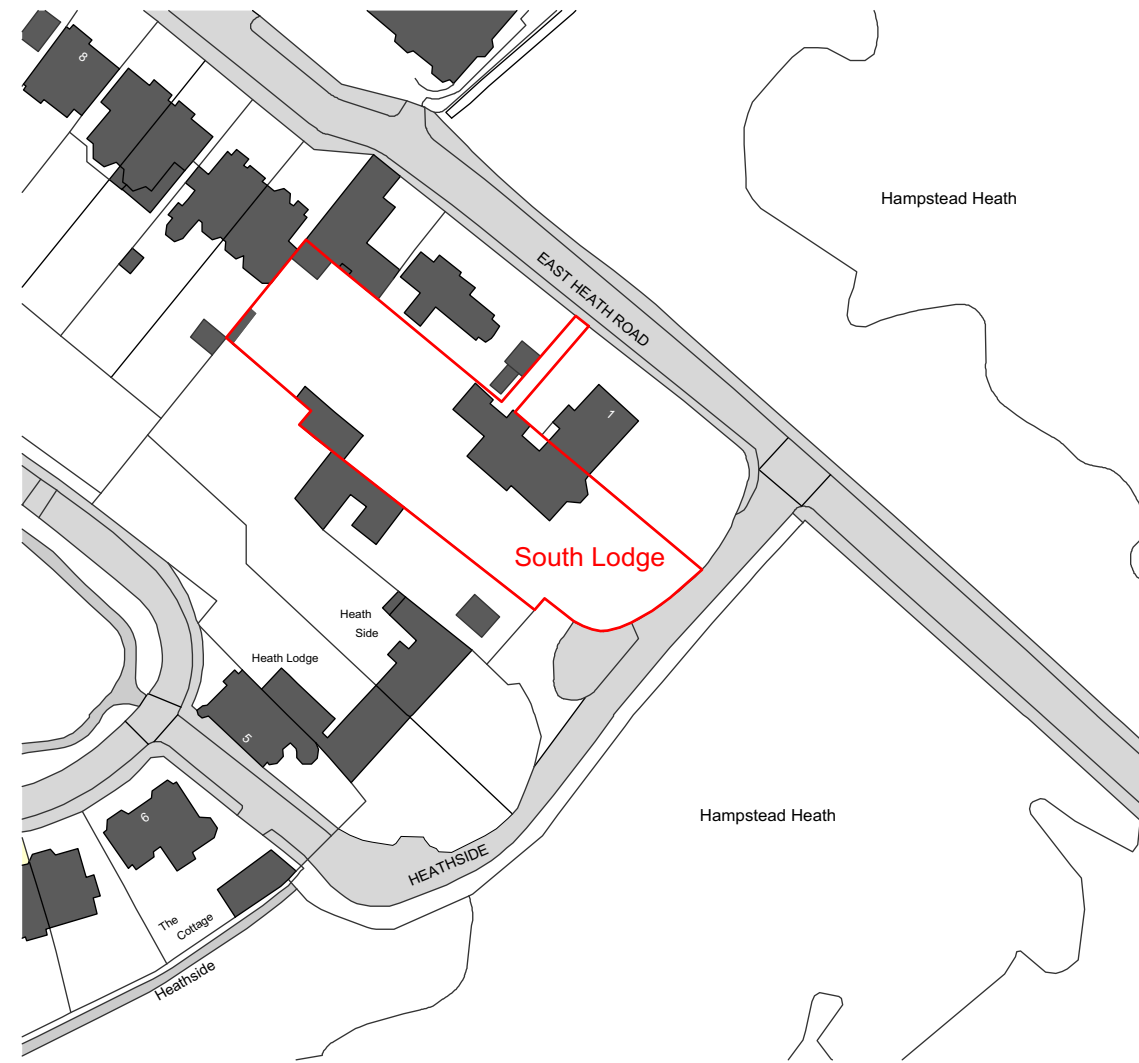 8
Hampstead Heath
EAST HEATH ROAD
1
South Lodge
Heath
Side
Heath Lodge
5
6
Hampstead Heath
HEATHSIDE
The
Cottage
Heathside